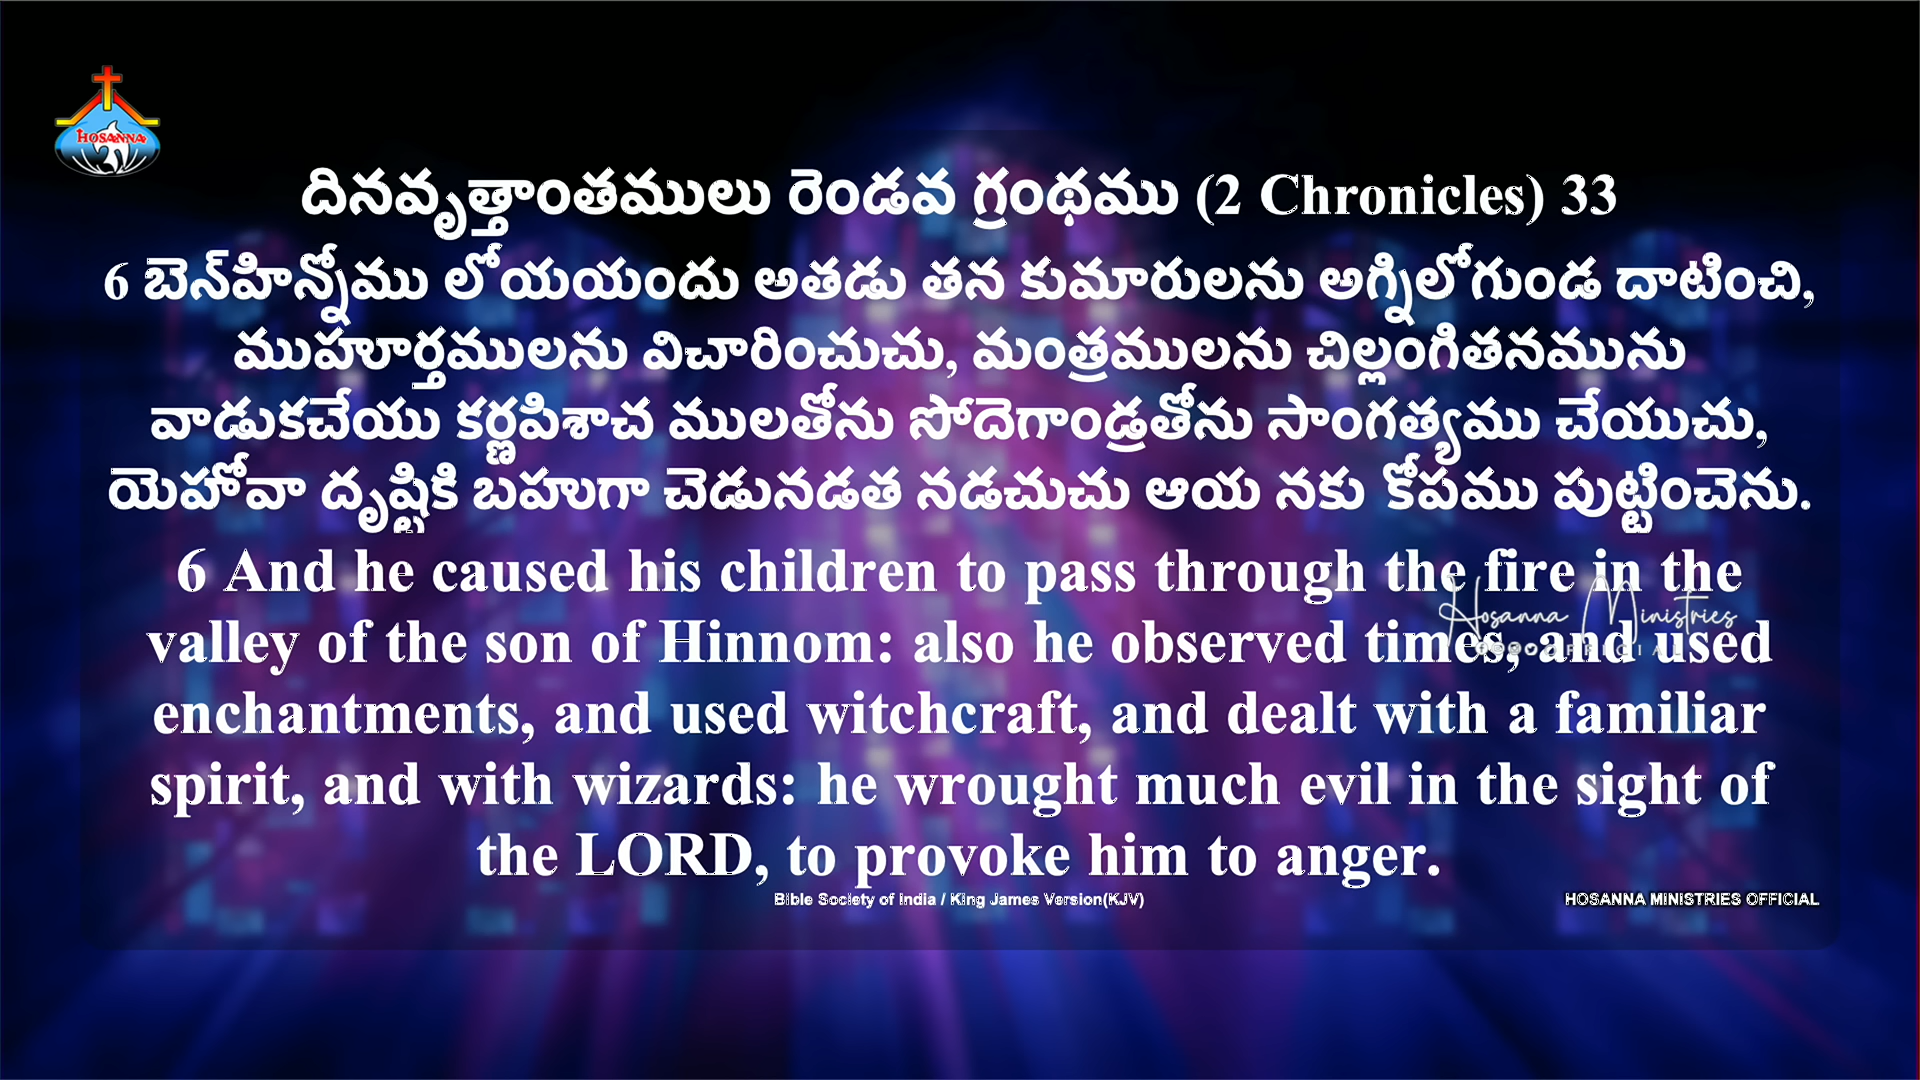 HOSANNA
దినవృత్తాంతములు రెండవ గ్రంథము (2 Chronicles) 33
6 బెన్‌హిన్నోము లోయయందు అతడు తన కుమారులను అగ్నిలోగుండ దాటించి,
ముహూర్తములను విచారించుచు, మంత్రములను చిల్లంగితనమును
వాడుకచేయు కర్ణపిశాచ ములతోను సోదెగాండ్రతోను సాంగత్యము చేయుచు,
యెహోవా దృష్టికి బహుగా చెడునడత నడచుచు ఆయ నకు కోపము పుట్టించెను.
6 And he caused his children to pass through the fire in the
valley of the son of Hinnom: also he observed times, and used
enchantments, and used witchcraft, and dealt with a familiar
spirit, and with wizards: he wrought much evil in the sight of
the LORD, to provoke him to anger.
Hosanna Ministries
OFFICIAL
Bible Society of India / King James Version(KJV)
HOSANNA MINISTRIES OFFICIAL